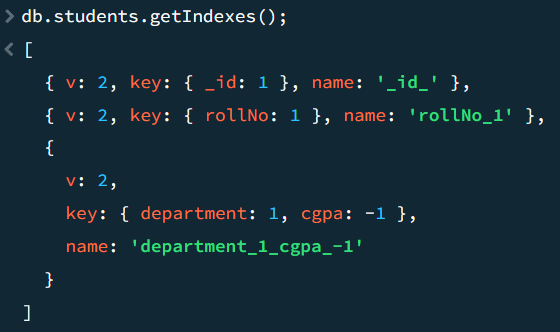 > db.students.getIndexes();
< [
{ v: 2, key: { _id: 1 }, name: '_id_' },
{ v: 2, key: { rollNo: 1 }, name: 'rollNo_1' },
{
v: 2,
key: { department: 1, cgpa: -1 },
name: 'department_1_cgpa_-1'
}
]